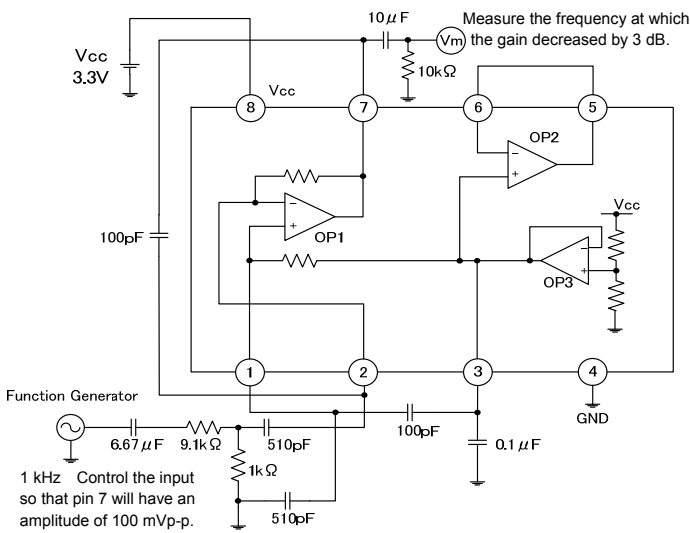 10μF
Measure the frequency at which
the gain decreased by 3 dB.
Vm
Vcc
3.3V
10kΩ
Vcc
8
7
6
5
OP2
−
+
Vcc
100pF
−
+
OP1
−
+
OP3
1
2
3
4
Function Generator
GND
6.67μF
9.1kΩ
510pF
100pF
0.1μF
1kΩ
1 kHz Control the input
so that pin 7 will have an
amplitude of 100 mVp-p.
510pF